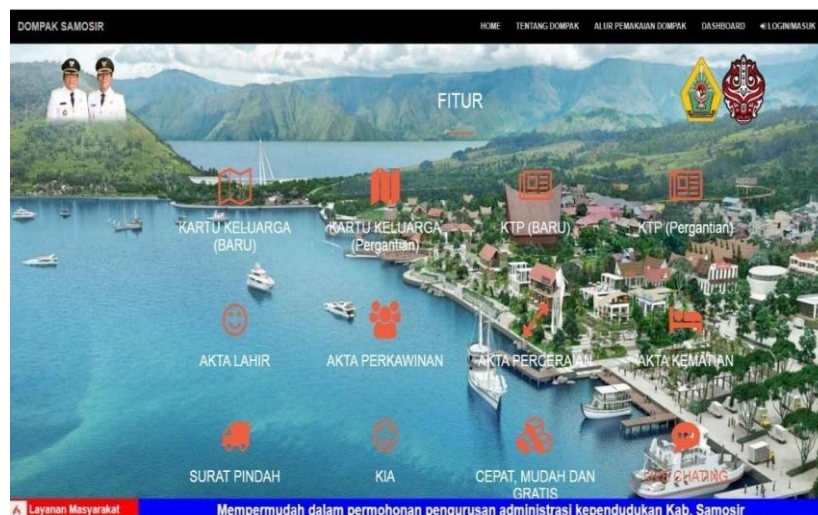 DOMPAK SAMOSIR
HOME TENTANG DOMPAK ALUR PEMAKAIAN DOMPAK DASHBOARD LOGIN/MASUK
FITUR
KARTU KELUARGA
(BARU)
KARTU KELUARGA
(Pergantian)
KTP (BARU)
KTP (Pergantian)
AKTA LAHIR
AKTA PERKAWINAN
AKTA PERCERAIAN
AKTA KEMATIAN
SURAT PINDAH
KIA
CEPAT, MUDAH DAN
GRATIS
CHATING
Layanan Masyarakat
Mempermudah dalam permohonan pengurusan administrasi kependudukan Kab. Samosir